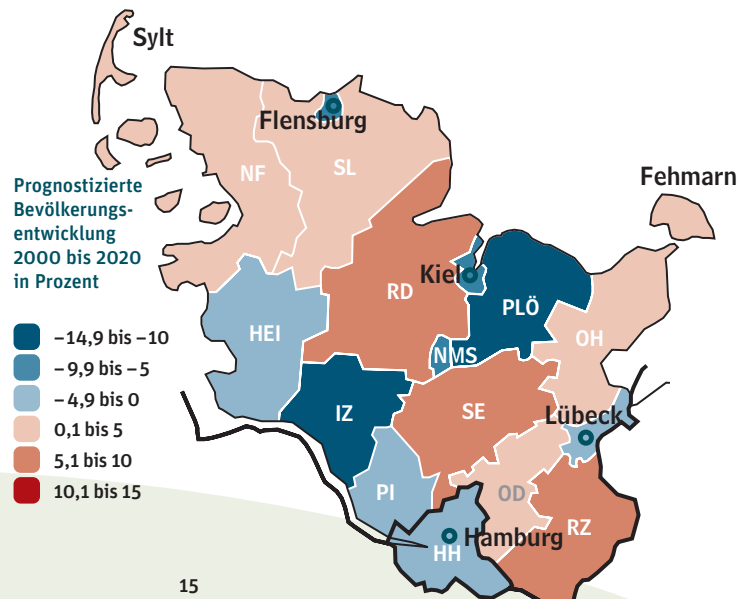 Sylt
Flensburg
NF
SL
Fehmarn
Prognostizierte
Bevölkerungs-
entwicklung
2000 bis 2020
in Prozent
Kiel
RD
PLÖ
HEI
OH
NMS
–14,9 bis –10
–9,9 bis –5
–4,9 bis 0
0,1 bis 5
5,1 bis 10
10,1 bis 15
IZ
SE
Lübeck
PI
OD
RZ
Hamburg
HH
15